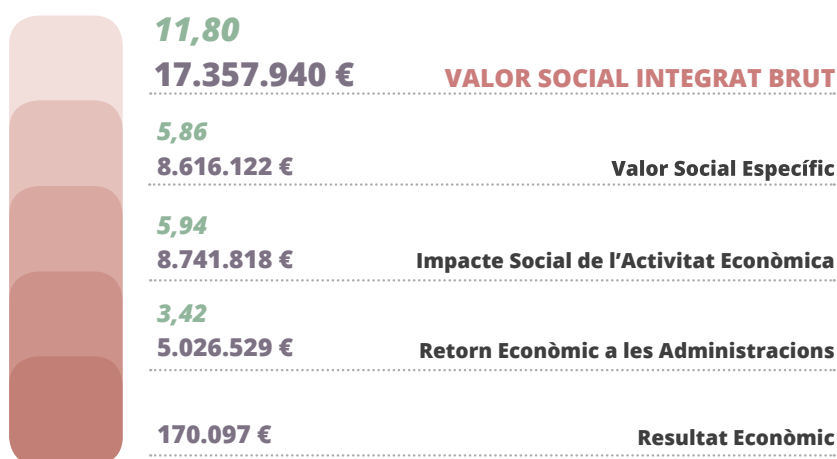 11,80
17.357.940 € VALOR SOCIAL INTEGRAT BRUT
5,86
8.616.122 € Valor Social Específic
5,94
8.741.818 € Impacte Social de l’Activitat Econòmica
3,42
5.026.529 € Retorn Econòmic a les Administracions
170.097 € Resultat Econòmic